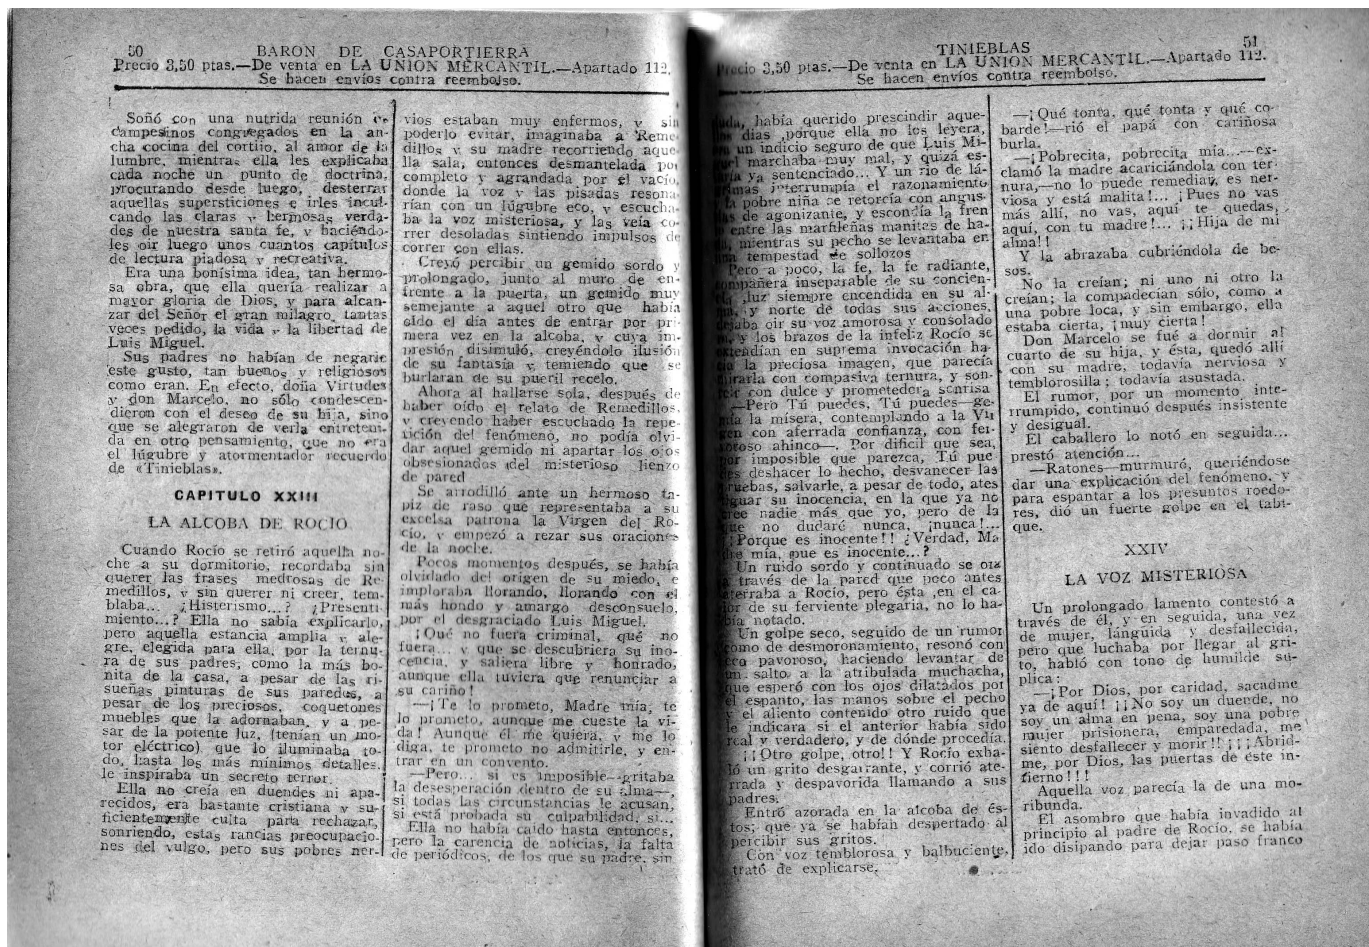 50 BARON DE CASAPORTIERRA
Precio 3,50 ptas.—De venta en LA UNION MERCANTIL.—Apartado 112.
Se hacen envíos contra reembolso.
Soñó con una nutrida reunión de
campesinos congregados en la an-
cha cocina del cortijo, al amor de la
lumbre, mientras ella les explicaba
cada noche un punto de doctrina,
procurando desde luego, desterrar
aquellas supersticiones e irles incul-
cando las claras y hermosas verda-
des de nuestra santa fe, y haciéndo-
les oir luego unos cuantos capítulos
de lectura piadosa y recreativa.
Era una bonísima idea, tan hermo-
sa obra, que ella quería realizar a
mayor gloria de Dios, y para alcan-
zar del Señor el gran milagro, tantas
veces pedido, la vida y la libertad de
Luis Miguel.
Sus padres no habían de negarle
este gusto, tan buenos y religiosos
como eran. En efecto, doña Virtudes
y don Marcelo, no sólo condescen-
dieron con el deseo de su hija, sino
que se alegraron de verla entreteni-
da en otro pensamiento, que no era
el lúgubre y atormentador recuerdo
de «Tinieblas».
CAPITULO XXIII
LA ALCOBA DE ROCIO
Cuando Rocío se retiró aquella no-
che a su dormitorio, recordaba sin
querer las frases medrosas de Re-
medillos, y sin querer ni creer, tem-
blaba... ¿Histerismo...? ¿Presenti-
miento...? Ella no sabía explicarlo,
pero aquella estancia amplia y ale-
gre, elegida para ella, por la ternu-
ra de sus padres, como la más bo-
nita de la casa, a pesar de las ri-
sueñas pinturas de sus paredes, a
pesar de los preciosos, coquetones
muebles que la adornaban, y a pe-
sar de la potente luz, (tenían un mo-
tor eléctrico) que lo iluminaba to-
do, hasta los más mínimos detalles,
le inspiraba un secreto terror.
Ella no creía en duendes ni apa-
recidos, era bastante cristiana y su-
ficientemente culta para rechazar,
sonriendo, estas rancias preocupacio-
nes del vulgo, pero sus pobres ner-
vios estaban muy enfermos, y sin
poderlo evitar, imaginaba a Reme-
dillos y su madre recorriendo aque-
lla sala, entonces desmantelada por
completo y agrandada por el vacío,
donde la voz y las pisadas resona-
rían con un lúgubre eco, y escucha-
ba la voz misteriosa, y las veía co-
rrer desoladas sintiendo impulsos de
correr con ellas.
Creyó percibir un gemido sordo y
prolongado, junto al muro de en-
frente a la puerta, un gemido muy
semejante a aquel otro que había
oído el día antes de entrar por pri-
mera vez en la alcoba, y cuya im-
presión disimuló, creyéndolo ilusión
de su fantasía y temiendo que se
burlaran de su pueril recelo.
Ahora al hallarse sola, después de
haber oído el relato de Remedillos,
y creyendo haber escuchado la repe-
tición del fenómeno, no podía olvi-
dar aquel gemido ni apartar los ojos
obsesionados del misterioso lienzo
de pared
Se arrodilló ante un hermoso ta-
piz de raso que representaba a su
excelsa patrona la Virgen del Ro-
cío, y empezó a rezar sus oraciones
de la noche.
Pocos momentos después, se había
olvidado del origen de su miedo, e
imploraba llorando, llorando con el
más hondo y amargo desconsuelo,
por el desgraciado Luis Miguel.
¡Qué no fuera criminal, qué no
fuera... y que se descubriera su ino-
cencia, y saliera libre y honrado,
aunque ella tuviera que renunciar a
su cariño!
—¡Te lo prometo, Madre mía, te
lo prometo, aunque me cueste la vi-
da! Aunque él me quiera, y me lo
diga, te prometo no admitirle, y en-
trar en un convento.
—Pero... si es imposible—gritaba
la desesperación dentro de su alma—,
si todas las circunstancias le acusan,
si está probada su culpabilidad, si...
Ella no había caído hasta entonces,
pero la carencia de noticias, la falta
de periódicos, de los que su padre, sin
TINIEBLAS 51
Precio 3,50 ptas.—De venta en LA UNION MERCANTIL.—Apartado 112.
Se hacen envíos contra reembolso.
duda, había querido prescindir aque-
los dias ,porque ella no los leyera,
era un indicio seguro de que Luis Mi-
guel marchaba muy mal, y quizá es-
taría ya sentenciado... Y un río de lá-
grimas interrumpía el razonamiento
la pobre niña se retorcía con angus-
tias de agonizante, y escondía la fren
te entre las marfileñas manitas de ha-
da, mientras su pecho se levantaba en
una tempestad de sollozos
Pero a poco, la fe, la fe radiante,
compañera inseparable de su concien-
cia ,luz siempre encendida en su al-
ma, y norte de todas sus acciones,
dejaba oir su voz amorosa y consolado
ra, y los brazos de la infeliz Rocío se
extendían en suprema invocación ha-
cia la preciosa imagen, que parecía
mirarla con compasiva ternura, y son-
reir con dulce y prometedera sonrisa
—Pero Tú puedes, Tú puedes—ge-
mía la mísera, contemplando a la Vir
gen con aferrada confianza, con fer-
voroso ahinco—. Por difícil que sea,
por imposible que parezca, Tú pue
des deshacer lo hecho, desvanecer las
pruebas, salvarle, a pesar de todo, ates
tiguar su inocencia, en la que ya no
cree nadie más que yo, pero de la
que no dudaré nunca, ¡nunca!...
¡¡Porque es inocente!! ¿Verdad, Ma
dre mía, que es inocente...?
Un ruido sordo y continuado se oía
a través de la pared que poco antes
aterraba a Rocío, pero ésta ,en el ca-
lor de su ferviente plegaria, no lo ha-
bía notado.
Un golpe seco, seguido de un rumor
como de desmoronamiento, resonó con
eco pavoroso, haciendo levantar de
un salto a la atribulada muchacha,
que esperó con los ojos dilatados por
el espanto, las manos sobre el pecho
y el aliento contenido otro ruido que
le indicara si el anterior había sido
real y verdadero, y de dónde procedía.
¡¡Otro golpe, otro!! Y Rocío exha-
ló un grito desgarrante, y corrió ate-
rrada y despavorida llamando a sus
padres.
Entró azorada en la alcoba de és-
tos; que ya se habían despertado al
percibir sus gritos.
Con voz temblorosa y balbuciente,
trató de explicarse.
—¡Qué tonta, qué tonta y qué co-
barde!—rió el papá con cariñosa
burla.
—¡Pobrecita, pobrecita mía...—ex-
clamó la madre acariciándola con ter-
nura,—no lo puede remediar, es ner-
viosa y está malita!... ¡Pues no vas
más allí, no vas, aquí te quedas,
aquí, con tu madre!... ¡¡Hija de mi
alma!!
Y la abrazaba cubriéndola de be-
sos.
No la creían; ni uno ni otro la
creían; la compadecían sólo, como a
una pobre loca, y sin embargo, ella
estaba cierta, ¡muy cierta!
Don Marcelo se fué a dormir al
cuarto de su hija, y ésta, quedó allí
con su madre, todavía nerviosa y
temblorosilla; todavía asustada.
El rumor, por un momento inte-
rrumpido, continuó después insistente
y desigual.
El caballero lo notó en seguida...
prestó atención...
—Ratones—murmuró, queriéndose
dar una explicación del fenómeno, y
para espantar a los presuntos roedo-
res, dió un fuerte golpe en el tabi-
que.
XXIV
LA VOZ MISTERIOSA
Un prolongado lamento contestó a
través de él, y en seguida, una voz
de mujer, lánguida y desfallecida,
pero que luchaba por llegar al gri-
to, habló con tono de humilde sú-
plica:
—¡Por Dios, por caridad, sacadme
ya de aquí! ¡¡No soy un duende, no
soy un alma en pena, soy una pobre
mujer prisionera, emparedada, me
siento desfallecer y morir!! ¡¡¡Abrid-
me, por Dios, las puertas de éste in-
fierno!!!
Aquella voz parecía la de una mo-
ribunda.
El asombro que había invadido al
principio al padre de Rocío, se había
ido disipando para dejar paso franco